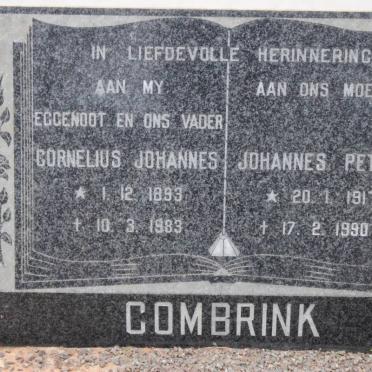 IN LIEFDEVOLLE HERINNERING
AAN MY
EGGENOOT EN ONS VADER
CORNELIUS JOHANNES
★ 1. 12. 1893
† 10. 3. 1983
AAN ONS MOE
JOHANNES PET
★ 20. 1. 191
† 17. 2. 1990
COMBRINK